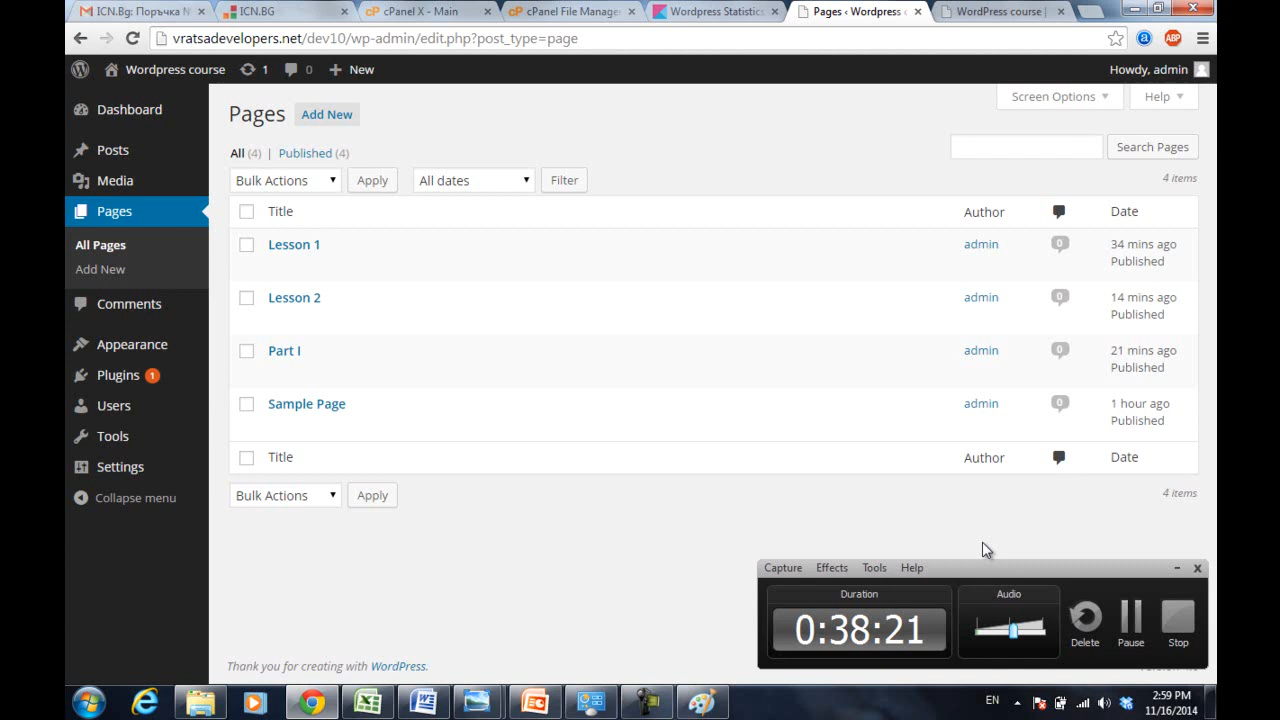 ICN.Bg: Поръчка N
ICN.BG
cPanel X - Main
cPanel File Manage
Wordpress Statistic
Pages ‹ Wordpress c
WordPress course |
vratsadevelopers.net/dev10/wp-admin/edit.php?post_type=page
Wordpress course 1 0 New Howdy, admin
Dashboard
Posts
Media
Pages
All Pages
Add New
Comments
Appearance
Plugins 1
Users
Tools
Settings
Collapse menu
Screen Options Help
Pages Add New
All (4) | Published (4)
Search Pages
Bulk Actions Apply All dates Filter
4 items
Title Author Date
Lesson 1 admin 0 34 mins ago
Published
Lesson 2 admin 0 14 mins ago
Published
Part I admin 0 21 mins ago
Published
Sample Page admin 0 1 hour ago
Published
Title Author Date
Bulk Actions Apply
4 items
Capture Effects Tools Help
Duration Audio
0:38:21
Delete Pause Stop
Thank you for creating with WordPress.
EN
2:59 PM
11/16/2014